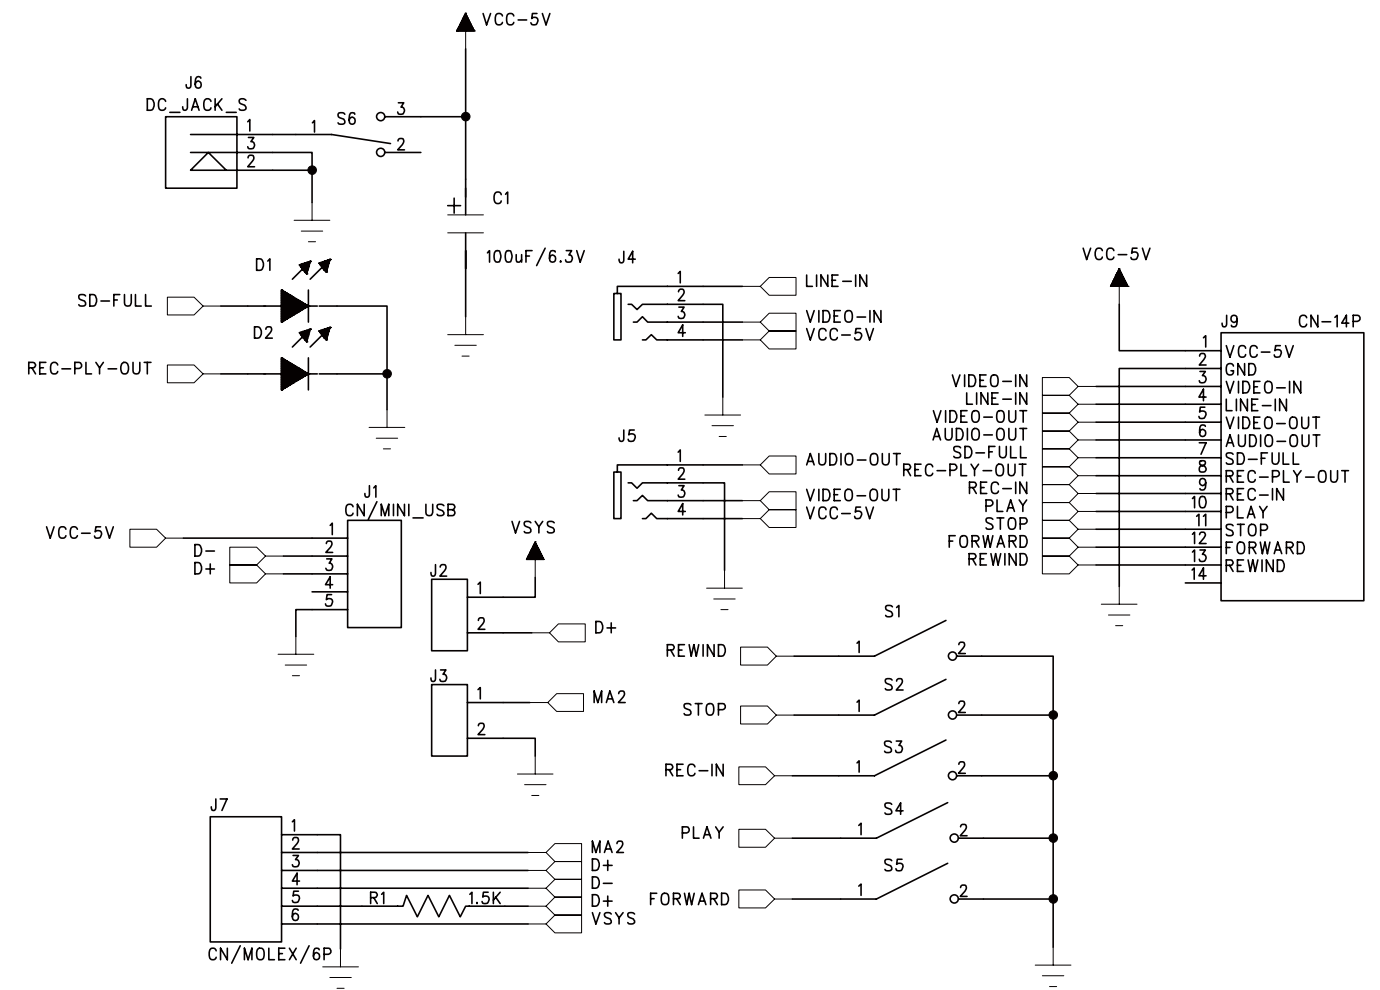 VCC-5V
J6
DC_JACK_S
1
3
2
1
S6
3
2
+
C1
100uF/6.3V
D1
SD-FULL
D2
REC-PLY-OUT
J4
1
2
3
4
LINE-IN
VIDEO-IN
VCC-5V
J5
1
2
3
4
AUDIO-OUT
VIDEO-OUT
VCC-5V
VCC-5V
J9 CN-14P
1 VCC-5V
2 GND
VIDEO-IN 3 VIDEO-IN
LINE-IN 4 LINE-IN
VIDEO-OUT 5 VIDEO-OUT
AUDIO-OUT 6 AUDIO-OUT
SD-FULL 7 SD-FULL
REC-PLY-OUT 8 REC-PLY-OUT
REC-IN 9 REC-IN
PLAY 10 PLAY
STOP 11 STOP
FORWARD 12 FORWARD
REWIND 13 REWIND
14
J1
CN/MINI_USB
VCC-5V 1
D- 2
D+ 3
4
5
VSYS
J2
1
2 D+
J3
1 MA2
2
J7
1
2 MA2
3 D+
4 D-
5 R1 1.5K D+
6 VSYS
CN/MOLEX/6P
S1
REWIND 1 2
S2
STOP 1 2
S3
REC-IN 1 2
S4
PLAY 1 2
S5
FORWARD 1 2